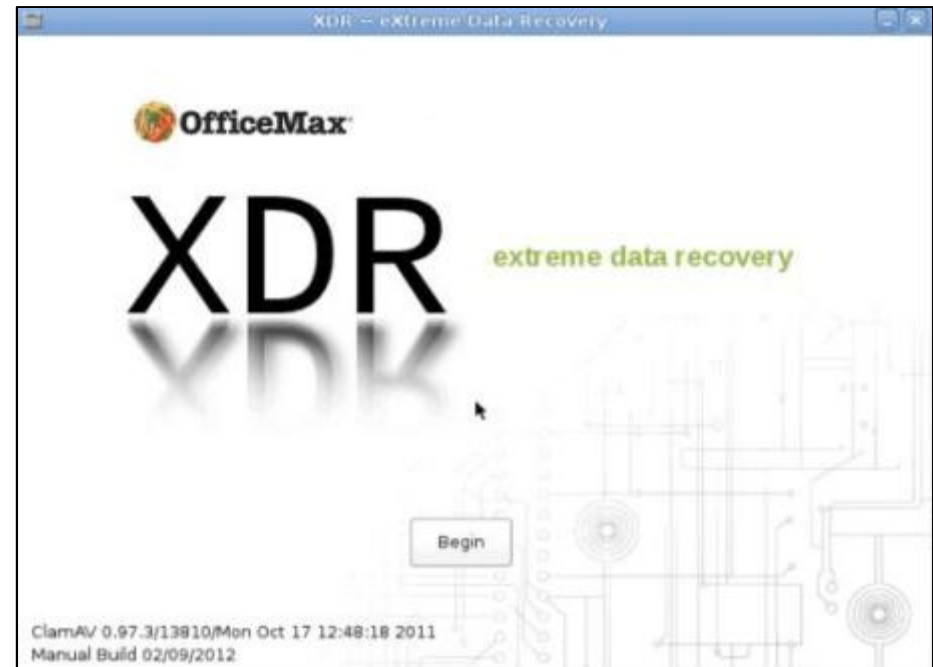 XDR — eXtreme Data Recovery
OfficeMax
XDR
extreme data recovery
Begin
ClamAV 0.97.3/13810/Mon Oct 17 12:48:18 2011
Manual Build 02/09/2012